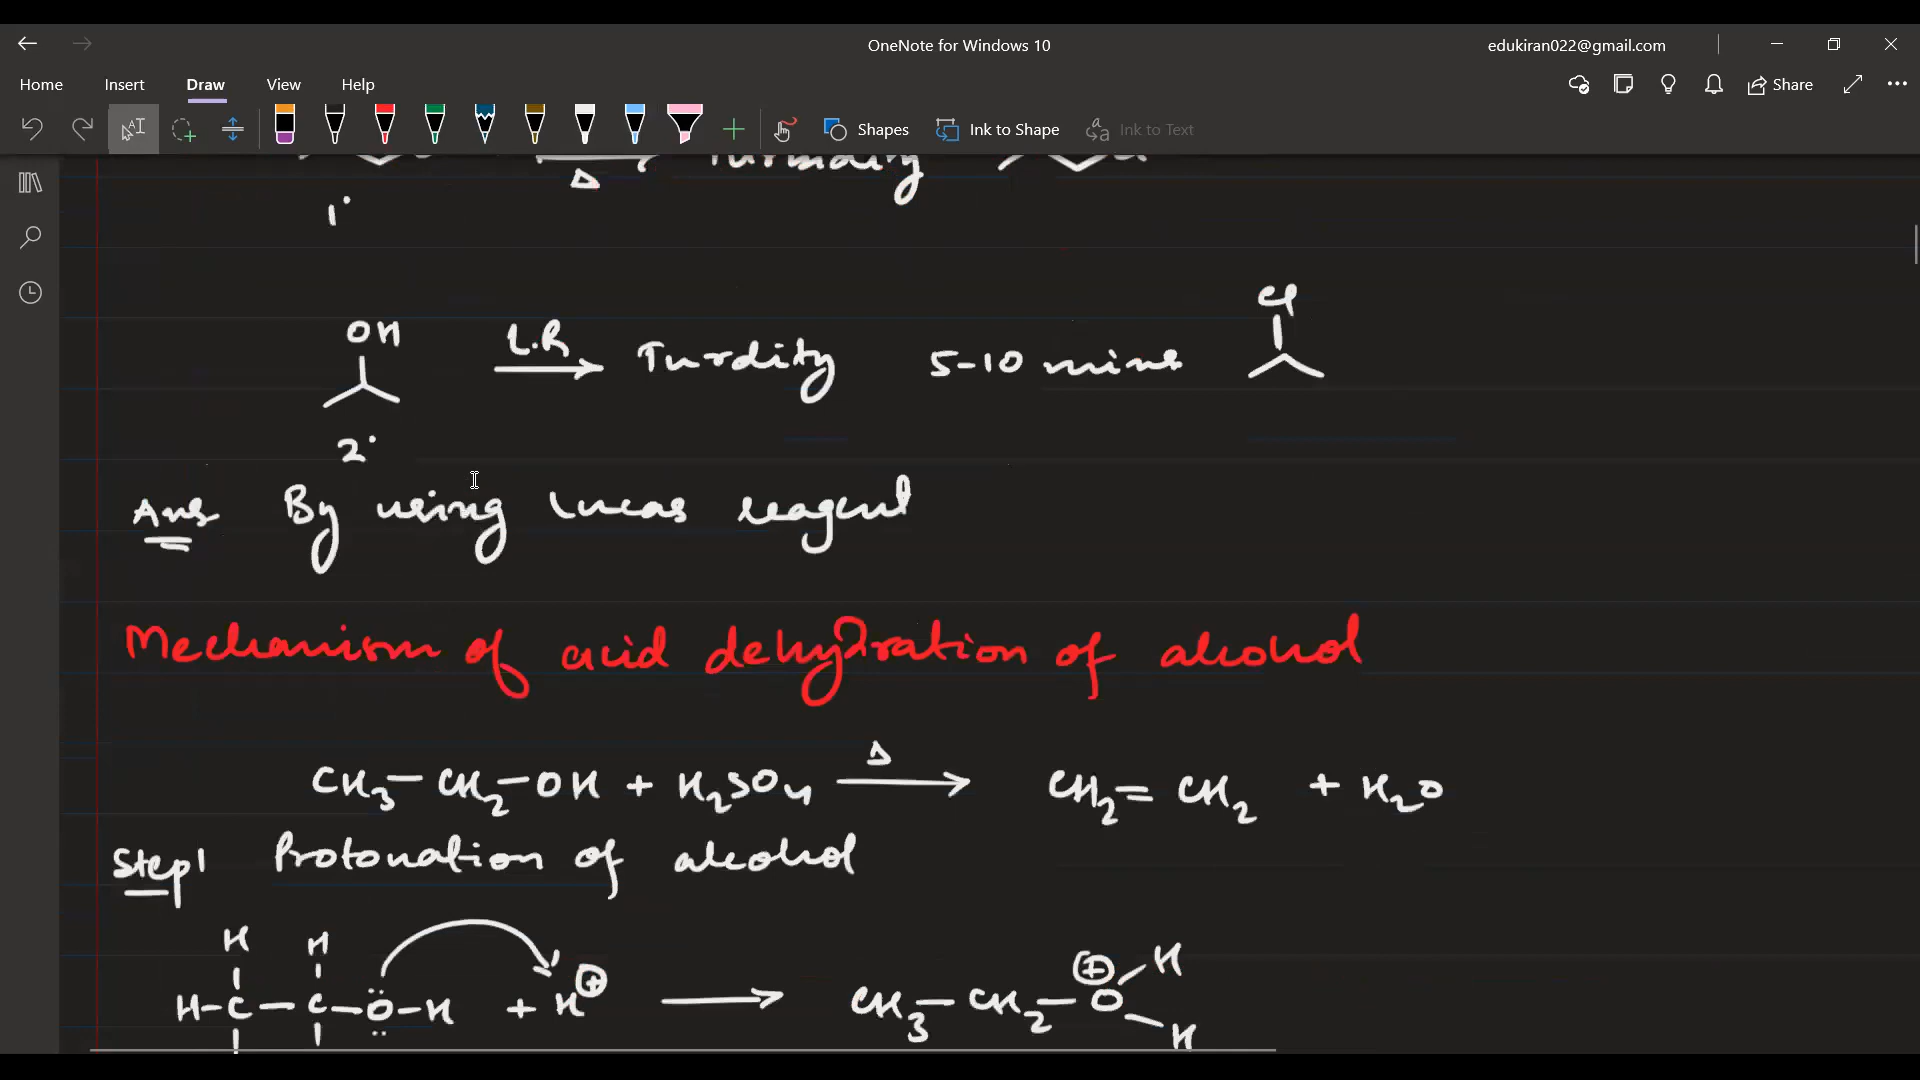 OneNote for Windows 10
edukiran022@gmail.com
Home Insert Draw View Help
Share
Shapes Ink to Shape Ink to Text
Δ Turbidity
1°
OH L.R → Turdity 5-10 mins Cl
2°
Ans By using Lucas reagent
Mechanism of acid dehydration of alcohol
CH3-CH2-OH + H2SO4 Δ → CH2=CH2 + H2O
Step1 Protonation of alcohol
H H
H-C-C-Ö-H + H⊕ → CH3-CH2-O⊕ H
H